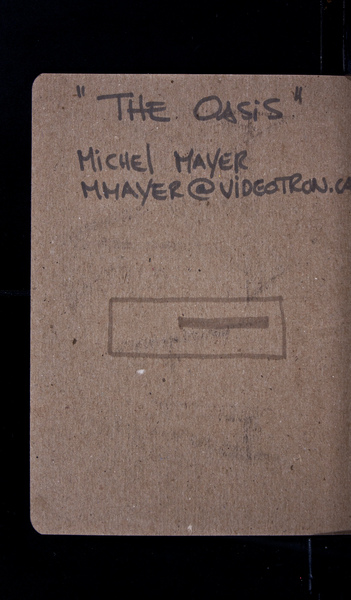 "THE OASiS"
MiCHEl MAYER
MMAYER@ViDEOTRON.CA